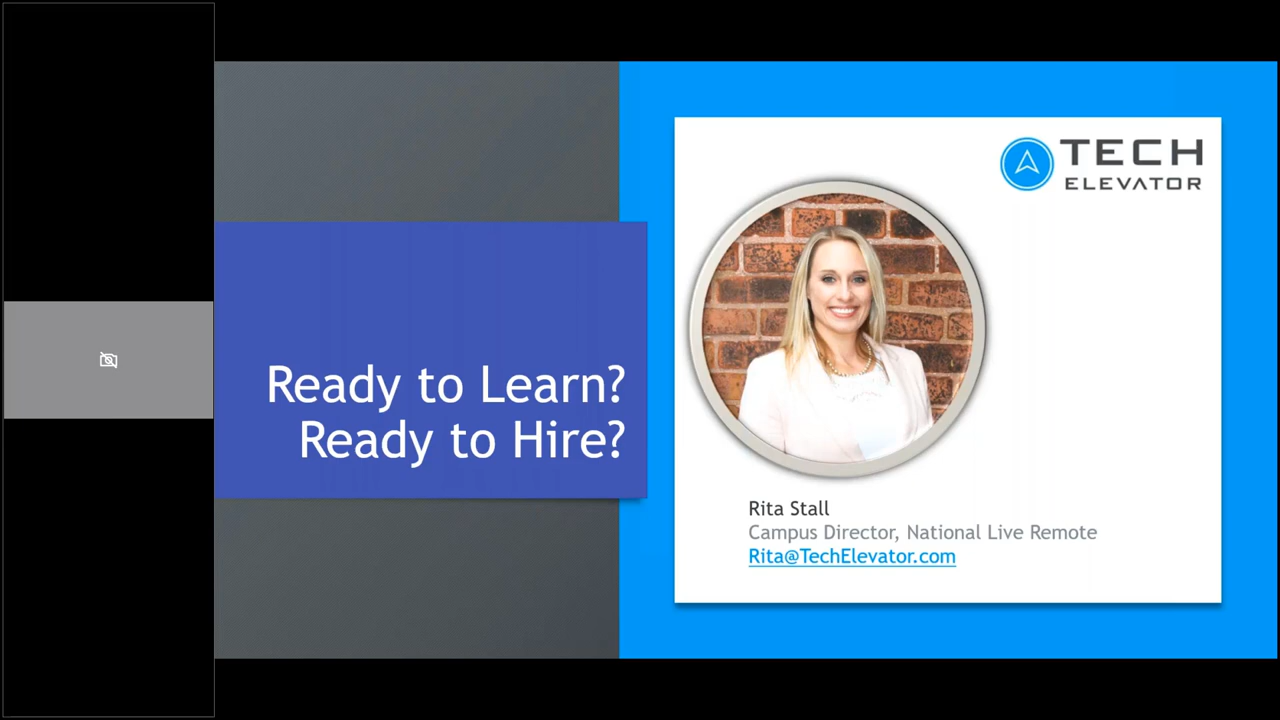 Ready to Learn?
Ready to Hire?
TECH
ELEVATOR
Rita Stall
Campus Director, National Live Remote
Rita@TechElevator.com